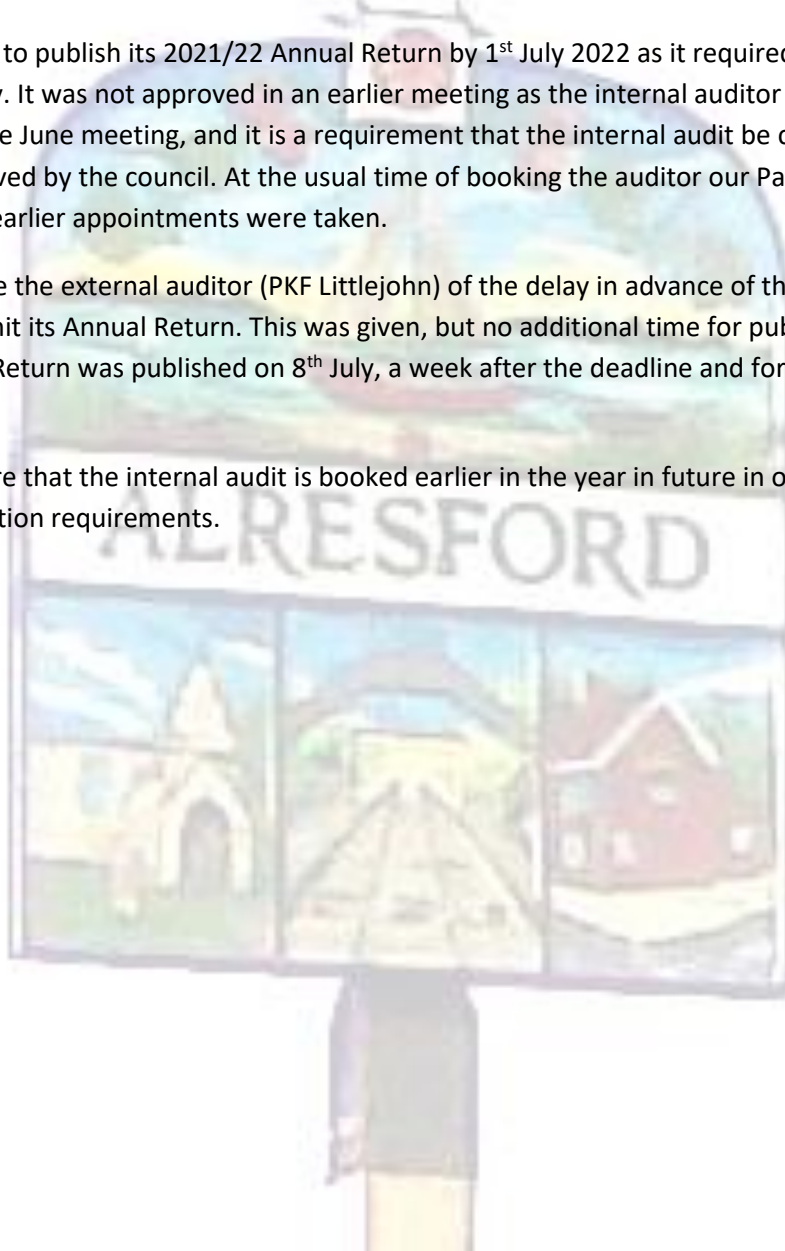 to publish its 2021/22 Annual Return by 1st July 2022 as it required
. It was not approved in an earlier meeting as the internal auditor
e June meeting, and it is a requirement that the internal audit be
ved by the council. At the usual time of booking the auditor our
earlier appointments were taken.
e the external auditor (PKF Littlejohn) of the delay in advance of
nit its Annual Return. This was given, but no additional time for
Return was published on 8th July, a week after the deadline and for
re that the internal audit is booked earlier in the year in future in
tion requirements.
ALRESFORD